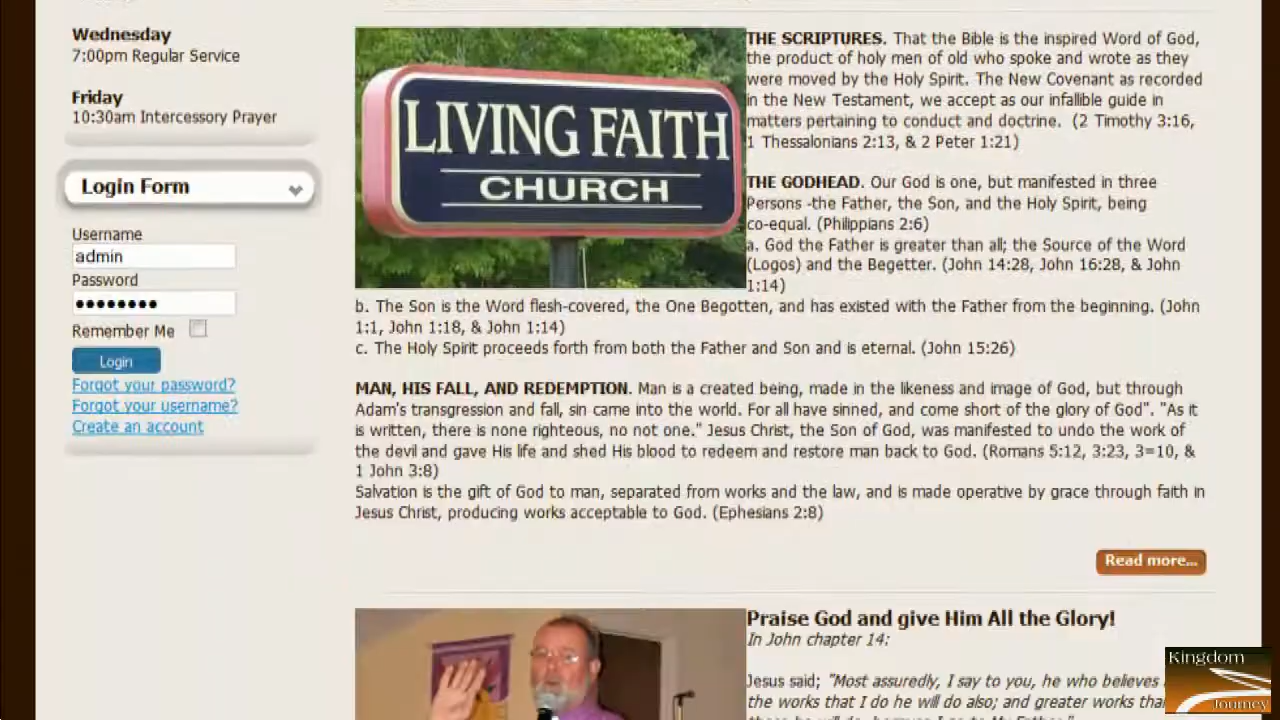 Wednesday
7:00pm Regular Service
Friday
10:30am Intercessory Prayer
Login Form
Username
admin
Password
Remember Me
Login
Forgot your password?
Forgot your username?
Create an account
LIVING FAITH
CHURCH
THE SCRIPTURES. That the Bible is the inspired Word of God,
the product of holy men of old who spoke and wrote as they
were moved by the Holy Spirit. The New Covenant as recorded
in the New Testament, we accept as our infallible guide in
matters pertaining to conduct and doctrine. (2 Timothy 3:16,
1 Thessalonians 2:13, & 2 Peter 1:21)
THE GODHEAD. Our God is one, but manifested in three
Persons -the Father, the Son, and the Holy Spirit, being
co-equal. (Philippians 2:6)
a. God the Father is greater than all; the Source of the Word
(Logos) and the Begetter. (John 14:28, John 16:28, & John
1:14)
b. The Son is the Word flesh-covered, the One Begotten, and has existed with the Father from the beginning. (John
1:1, John 1:18, & John 1:14)
c. The Holy Spirit proceeds forth from both the Father and Son and is eternal. (John 15:26)
MAN, HIS FALL, AND REDEMPTION. Man is a created being, made in the likeness and image of God, but through
Adam's transgression and fall, sin came into the world. For all have sinned, and come short of the glory of God". "As it
is written, there is none righteous, no not one." Jesus Christ, the Son of God, was manifested to undo the work of
the devil and gave His life and shed His blood to redeem and restore man back to God. (Romans 5:12, 3:23, 3=10, &
1 John 3:8)
Salvation is the gift of God to man, separated from works and the law, and is made operative by grace through faith in
Jesus Christ, producing works acceptable to God. (Ephesians 2:8)
Read more...
Praise God and give Him All the Glory!
In John chapter 14:
Jesus said; "Most assuredly, I say to you, he who believes
the works that I do he will do also; and greater works than
Kingdom
Journey